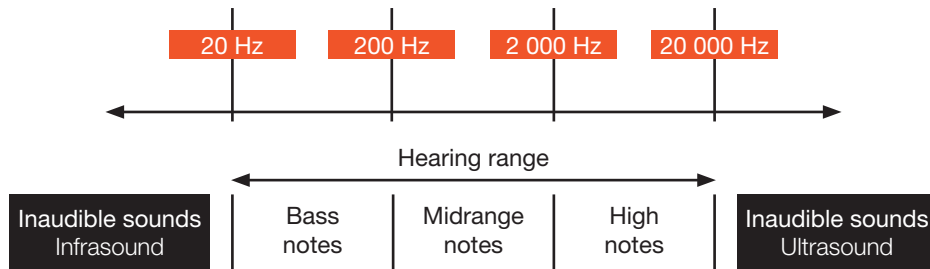 20 Hz
200 Hz
2 000 Hz
20 000 Hz
Hearing range
Inaudible sounds
Infrasound
Bass
notes
Midrange
notes
High
notes
Inaudible sounds
Ultrasound